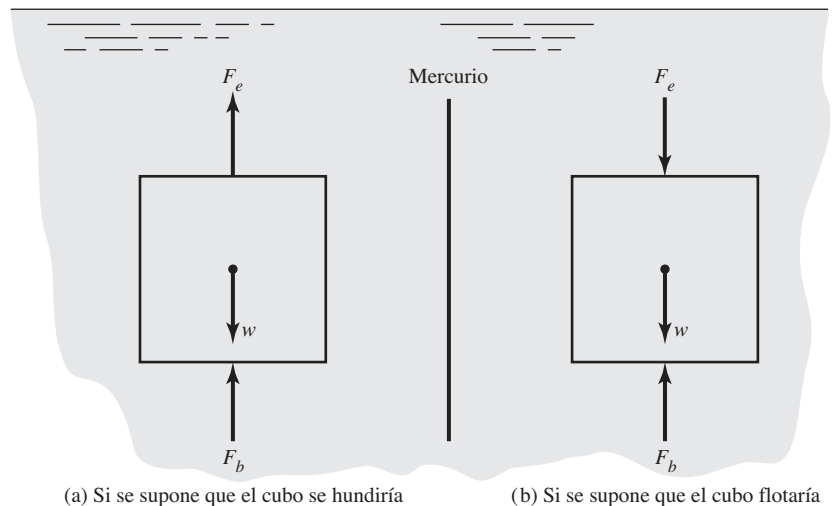 F_e
Mercurio
F_e
w
w
F_b
F_b
(a) Si se supone que el cubo se hundiría
(b) Si se supone que el cubo flotaría